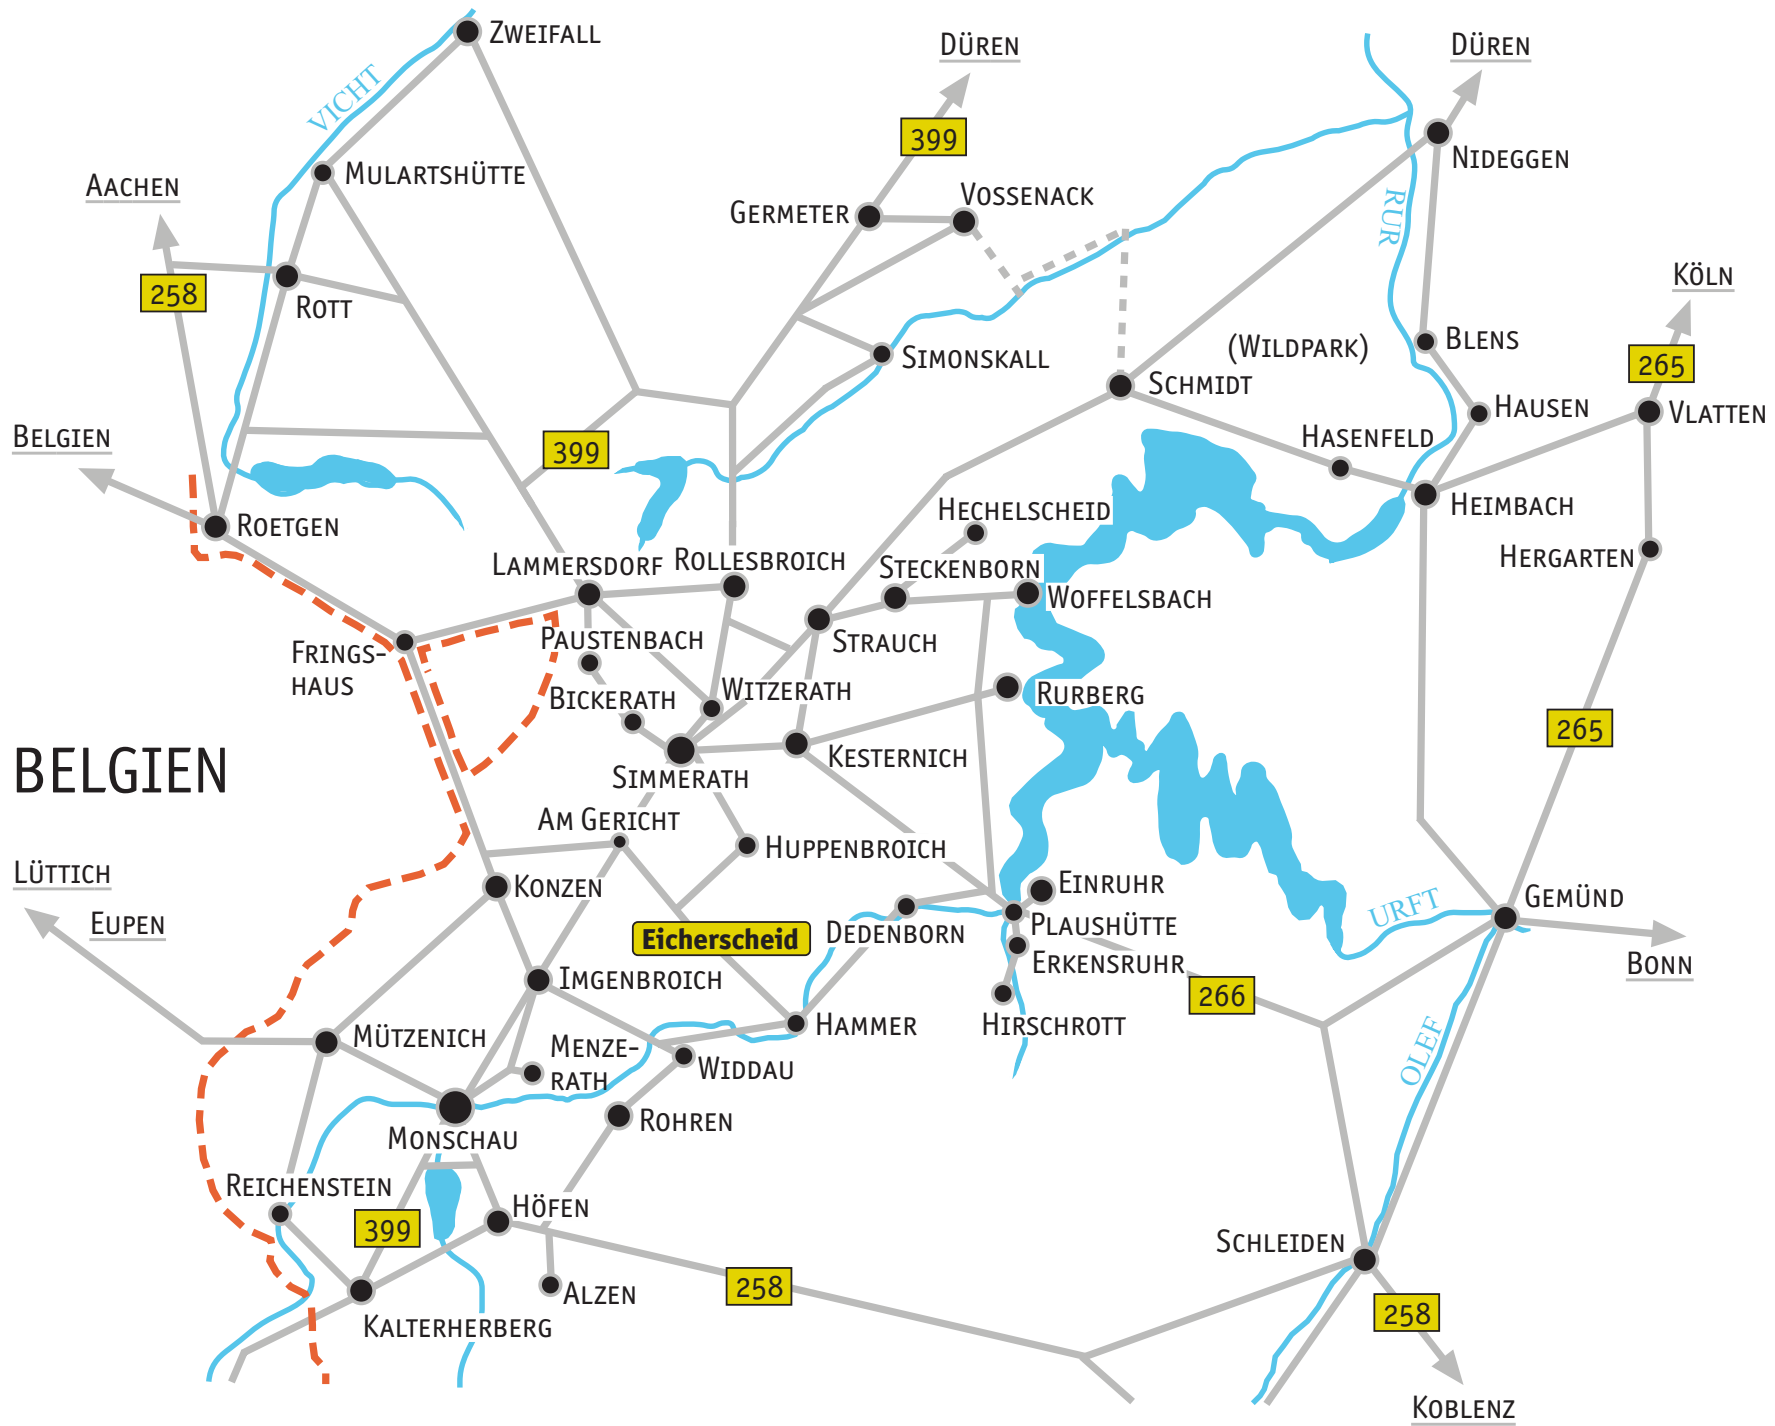 Zweifall
Düren
Düren
VICHT
399
Nideggen
Mulartshütte
Aachen
Vossenack
Germeter
RUR
258
Rott
Köln
Simonskall
(Wildpark)
Blens
265
Schmidt
Hausen
Vlatten
Belgien
399
Hasenfeld
Roetgen
Hechelscheid
Heimbach
Lammersdorf
Rollesbroich
Steckenborn
Hergarten
Woffelsbach
Frings-
haus
Paustenbach
Strauch
Bickerath
Witzerath
Rurberg
265
BELGIEN
Simmerath
Kesternich
Am Gericht
Huppenbroich
Lüttich
Konzen
Einruhr
Gemünd
Eupen
URFT
Eicherscheid
Dedenborn
Plaushütte
Erkensruhr
Bonn
Imgenbroich
266
Mützenich
Hammer
Hirschrott
Menze-
rath
Widdau
OLEF
Monschau
Rohren
Reichenstein
Höfen
399
Schleiden
Alzen
258
258
Kalterherberg
Koblenz